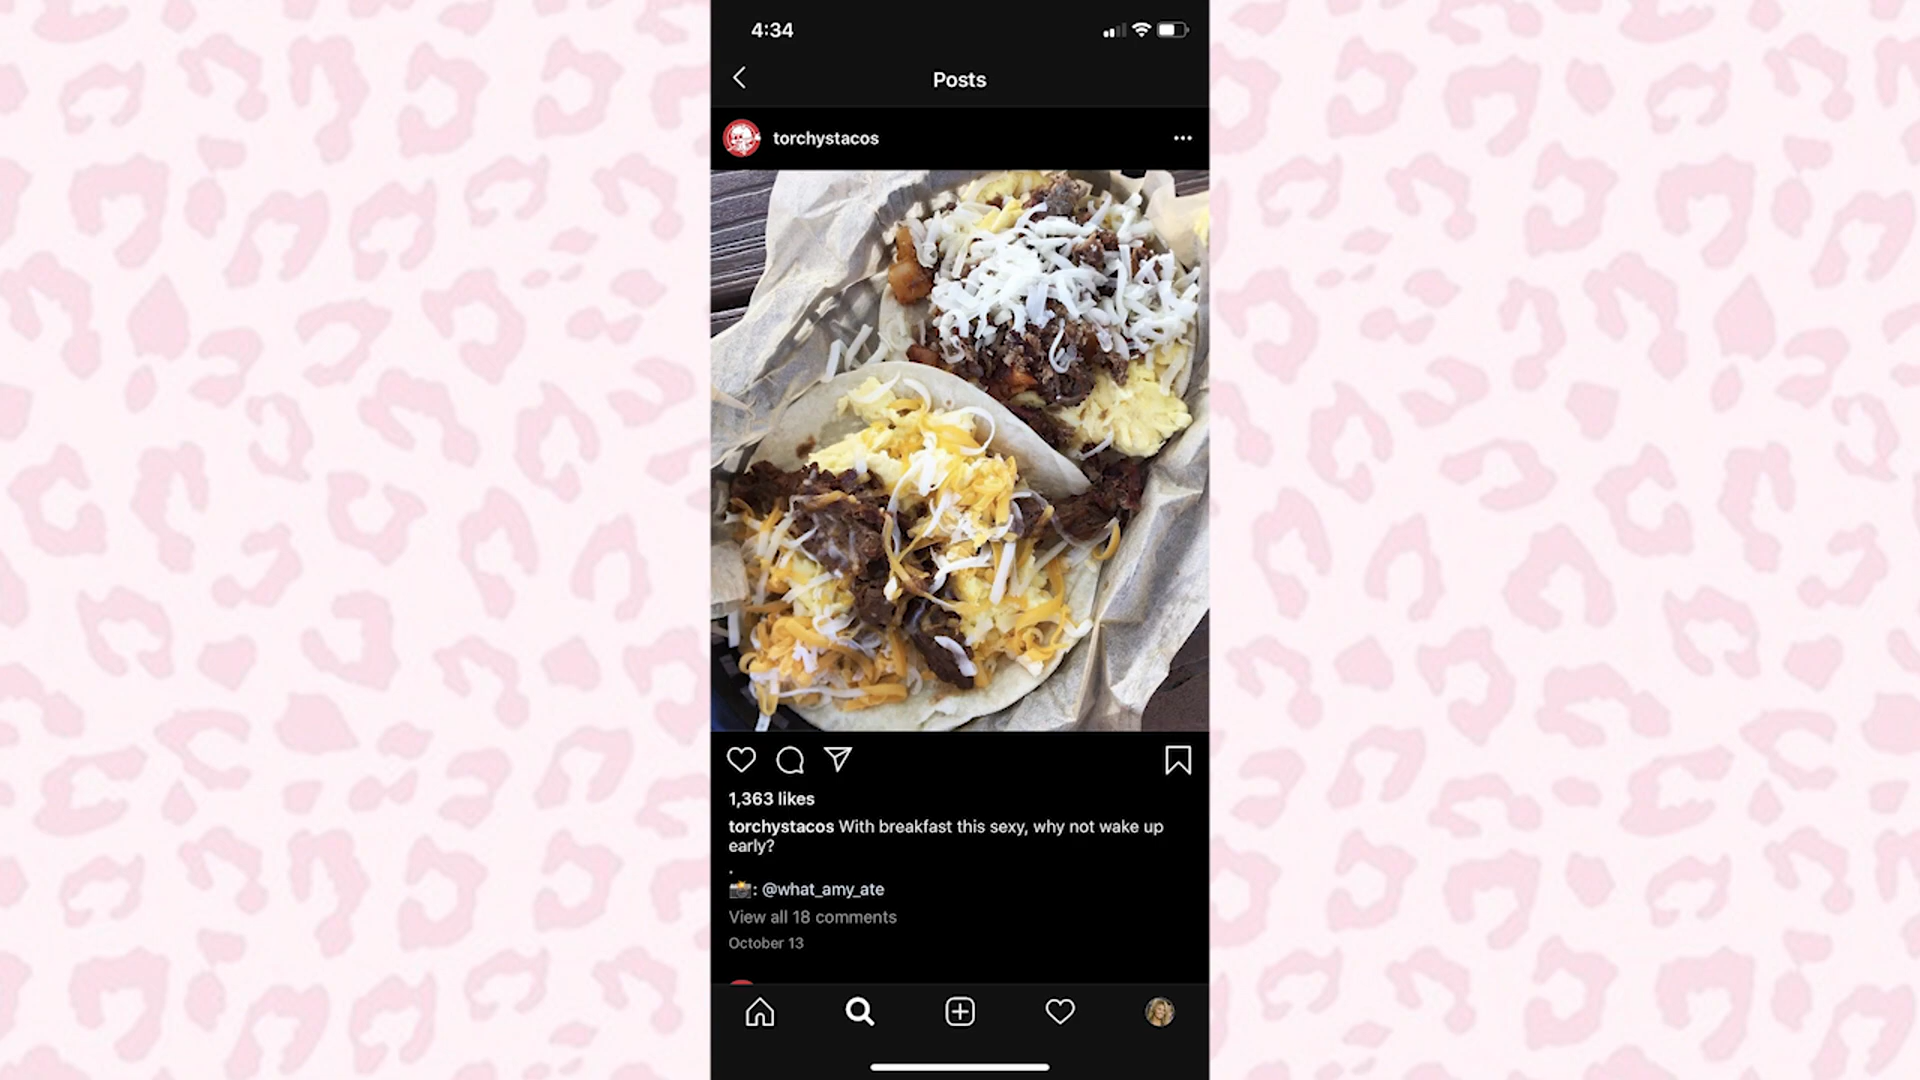 4:34
Posts
torchystacos
1,363 likes
torchystacos With breakfast this sexy, why not wake up
early?
.
📸: @what_amy_ate
View all 18 comments
October 13